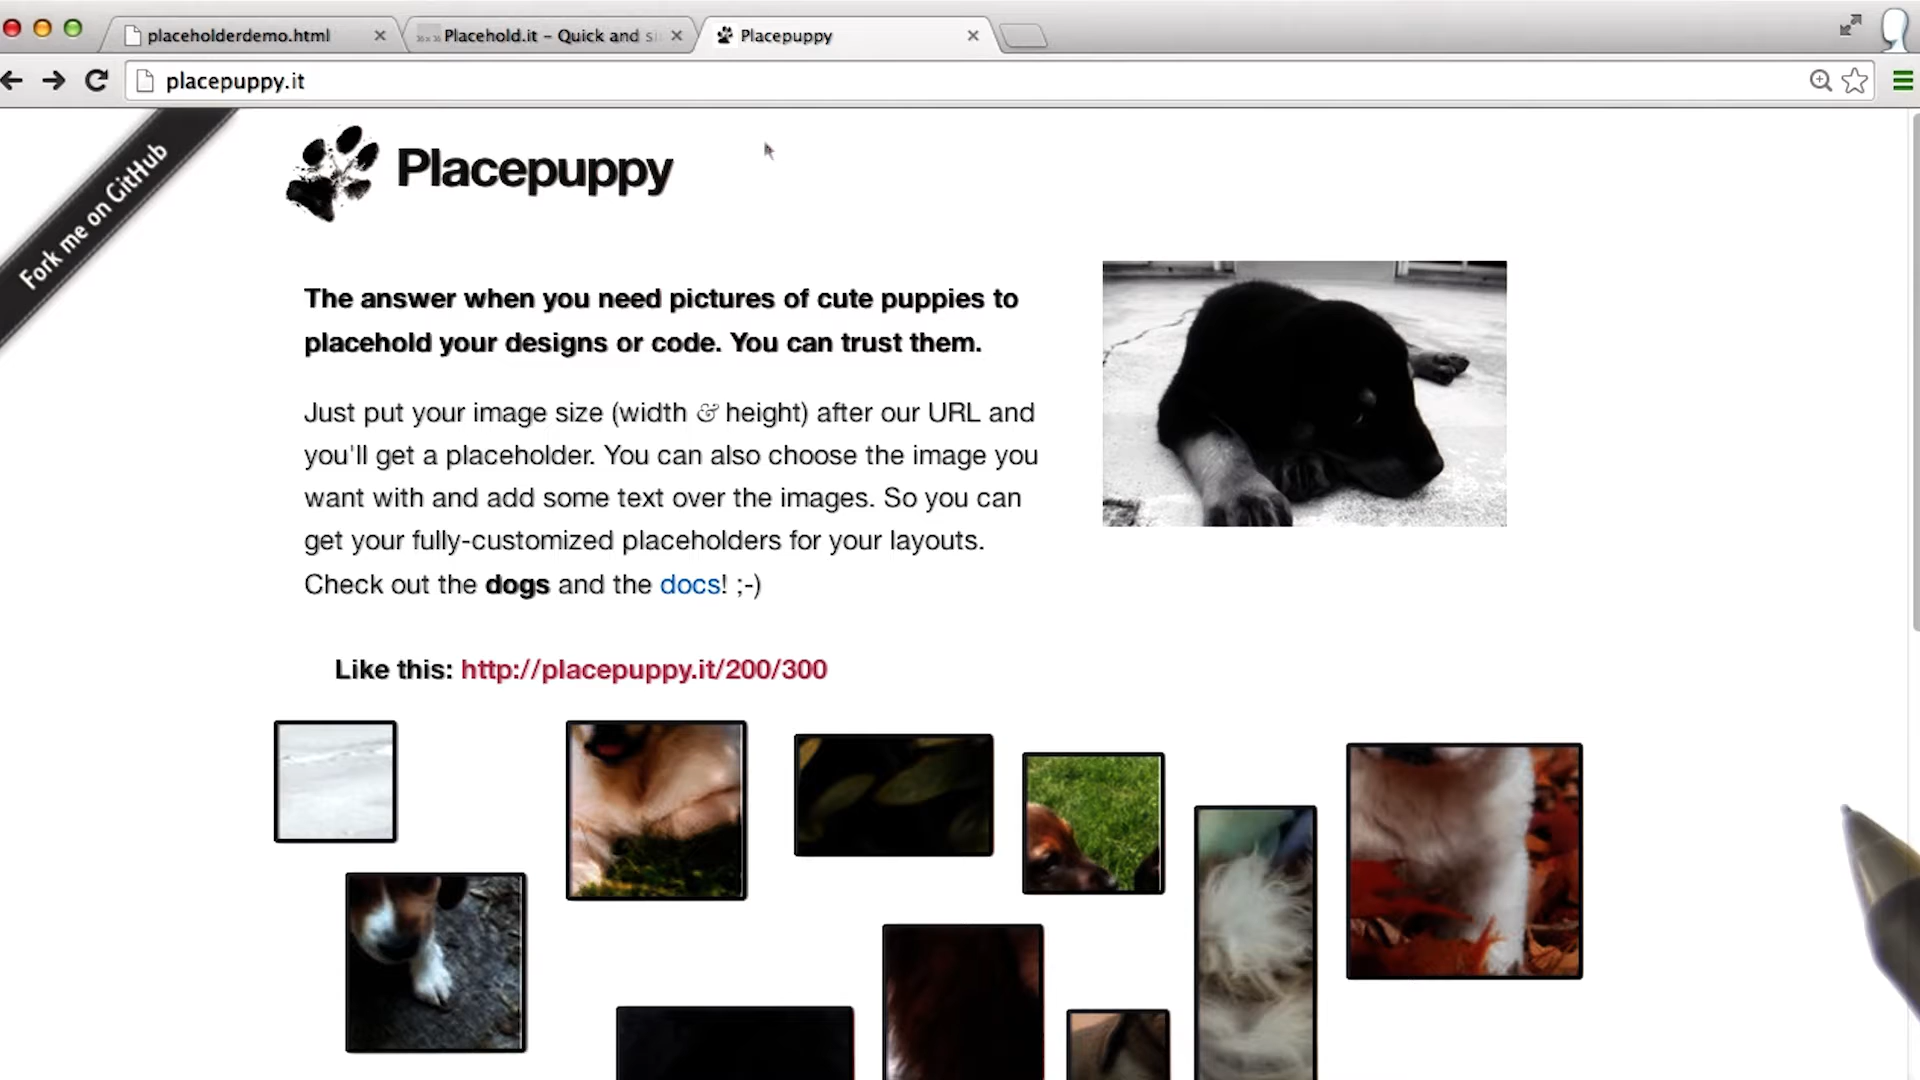 placeholderdemo.html
Placehold.it – Quick and si
Placepuppy
placepuppy.it
Fork me on GitHub
Placepuppy
The answer when you need pictures of cute puppies to
placehold your designs or code. You can trust them.
Just put your image size (width & height) after our URL and
you'll get a placeholder. You can also choose the image you
want with and add some text over the images. So you can
get your fully-customized placeholders for your layouts.
Check out the dogs and the docs! ;-)
Like this: http://placepuppy.it/200/300